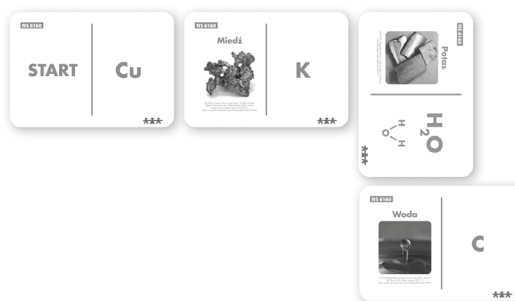 NS 6160
START
Cu
NS 6160
Miedź
K
NS 6160
Potas
H₂O
H
O
H
NS 6160
Woda
C